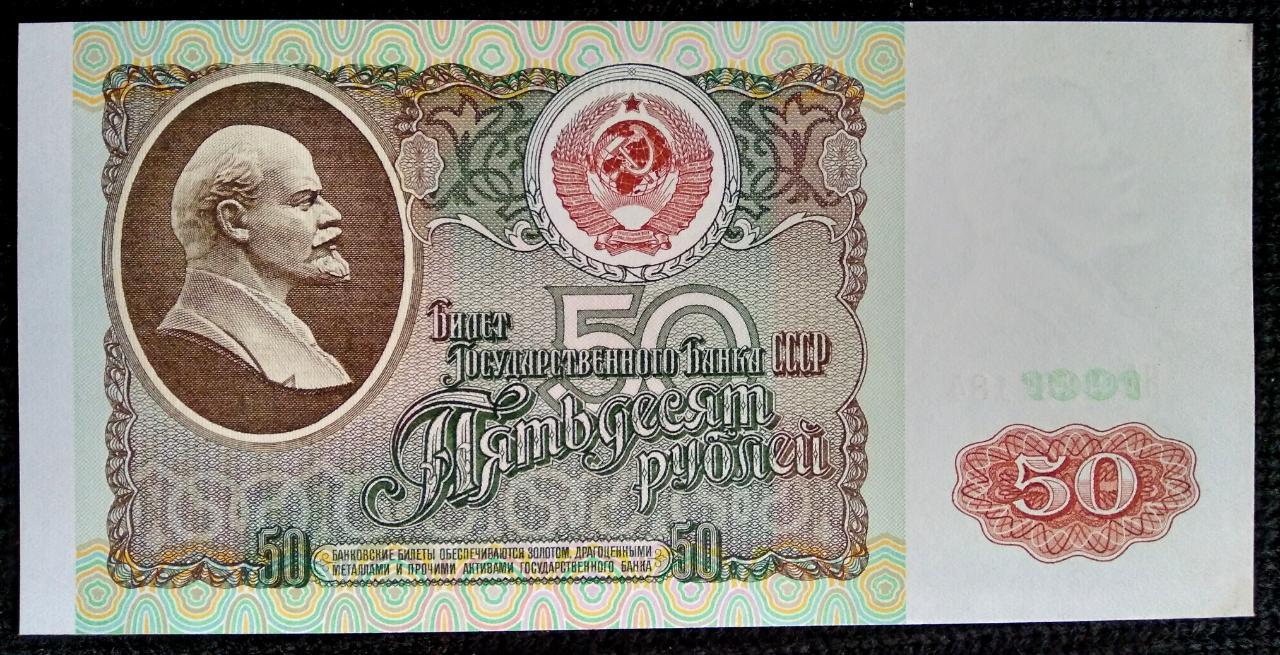 50
Билет
Государственного Банка СССР
Пятьдесят
рублей
50
50
БАНКОВСКИЕ БИЛЕТЫ ОБЕСПЕЧИВАЮТСЯ ЗОЛОТОМ, ДРАГОЦЕННЫМИ
МЕТАЛЛАМИ И ПРОЧИМИ АКТИВАМИ ГОСУДАРСТВЕННОГО БАНКА
50